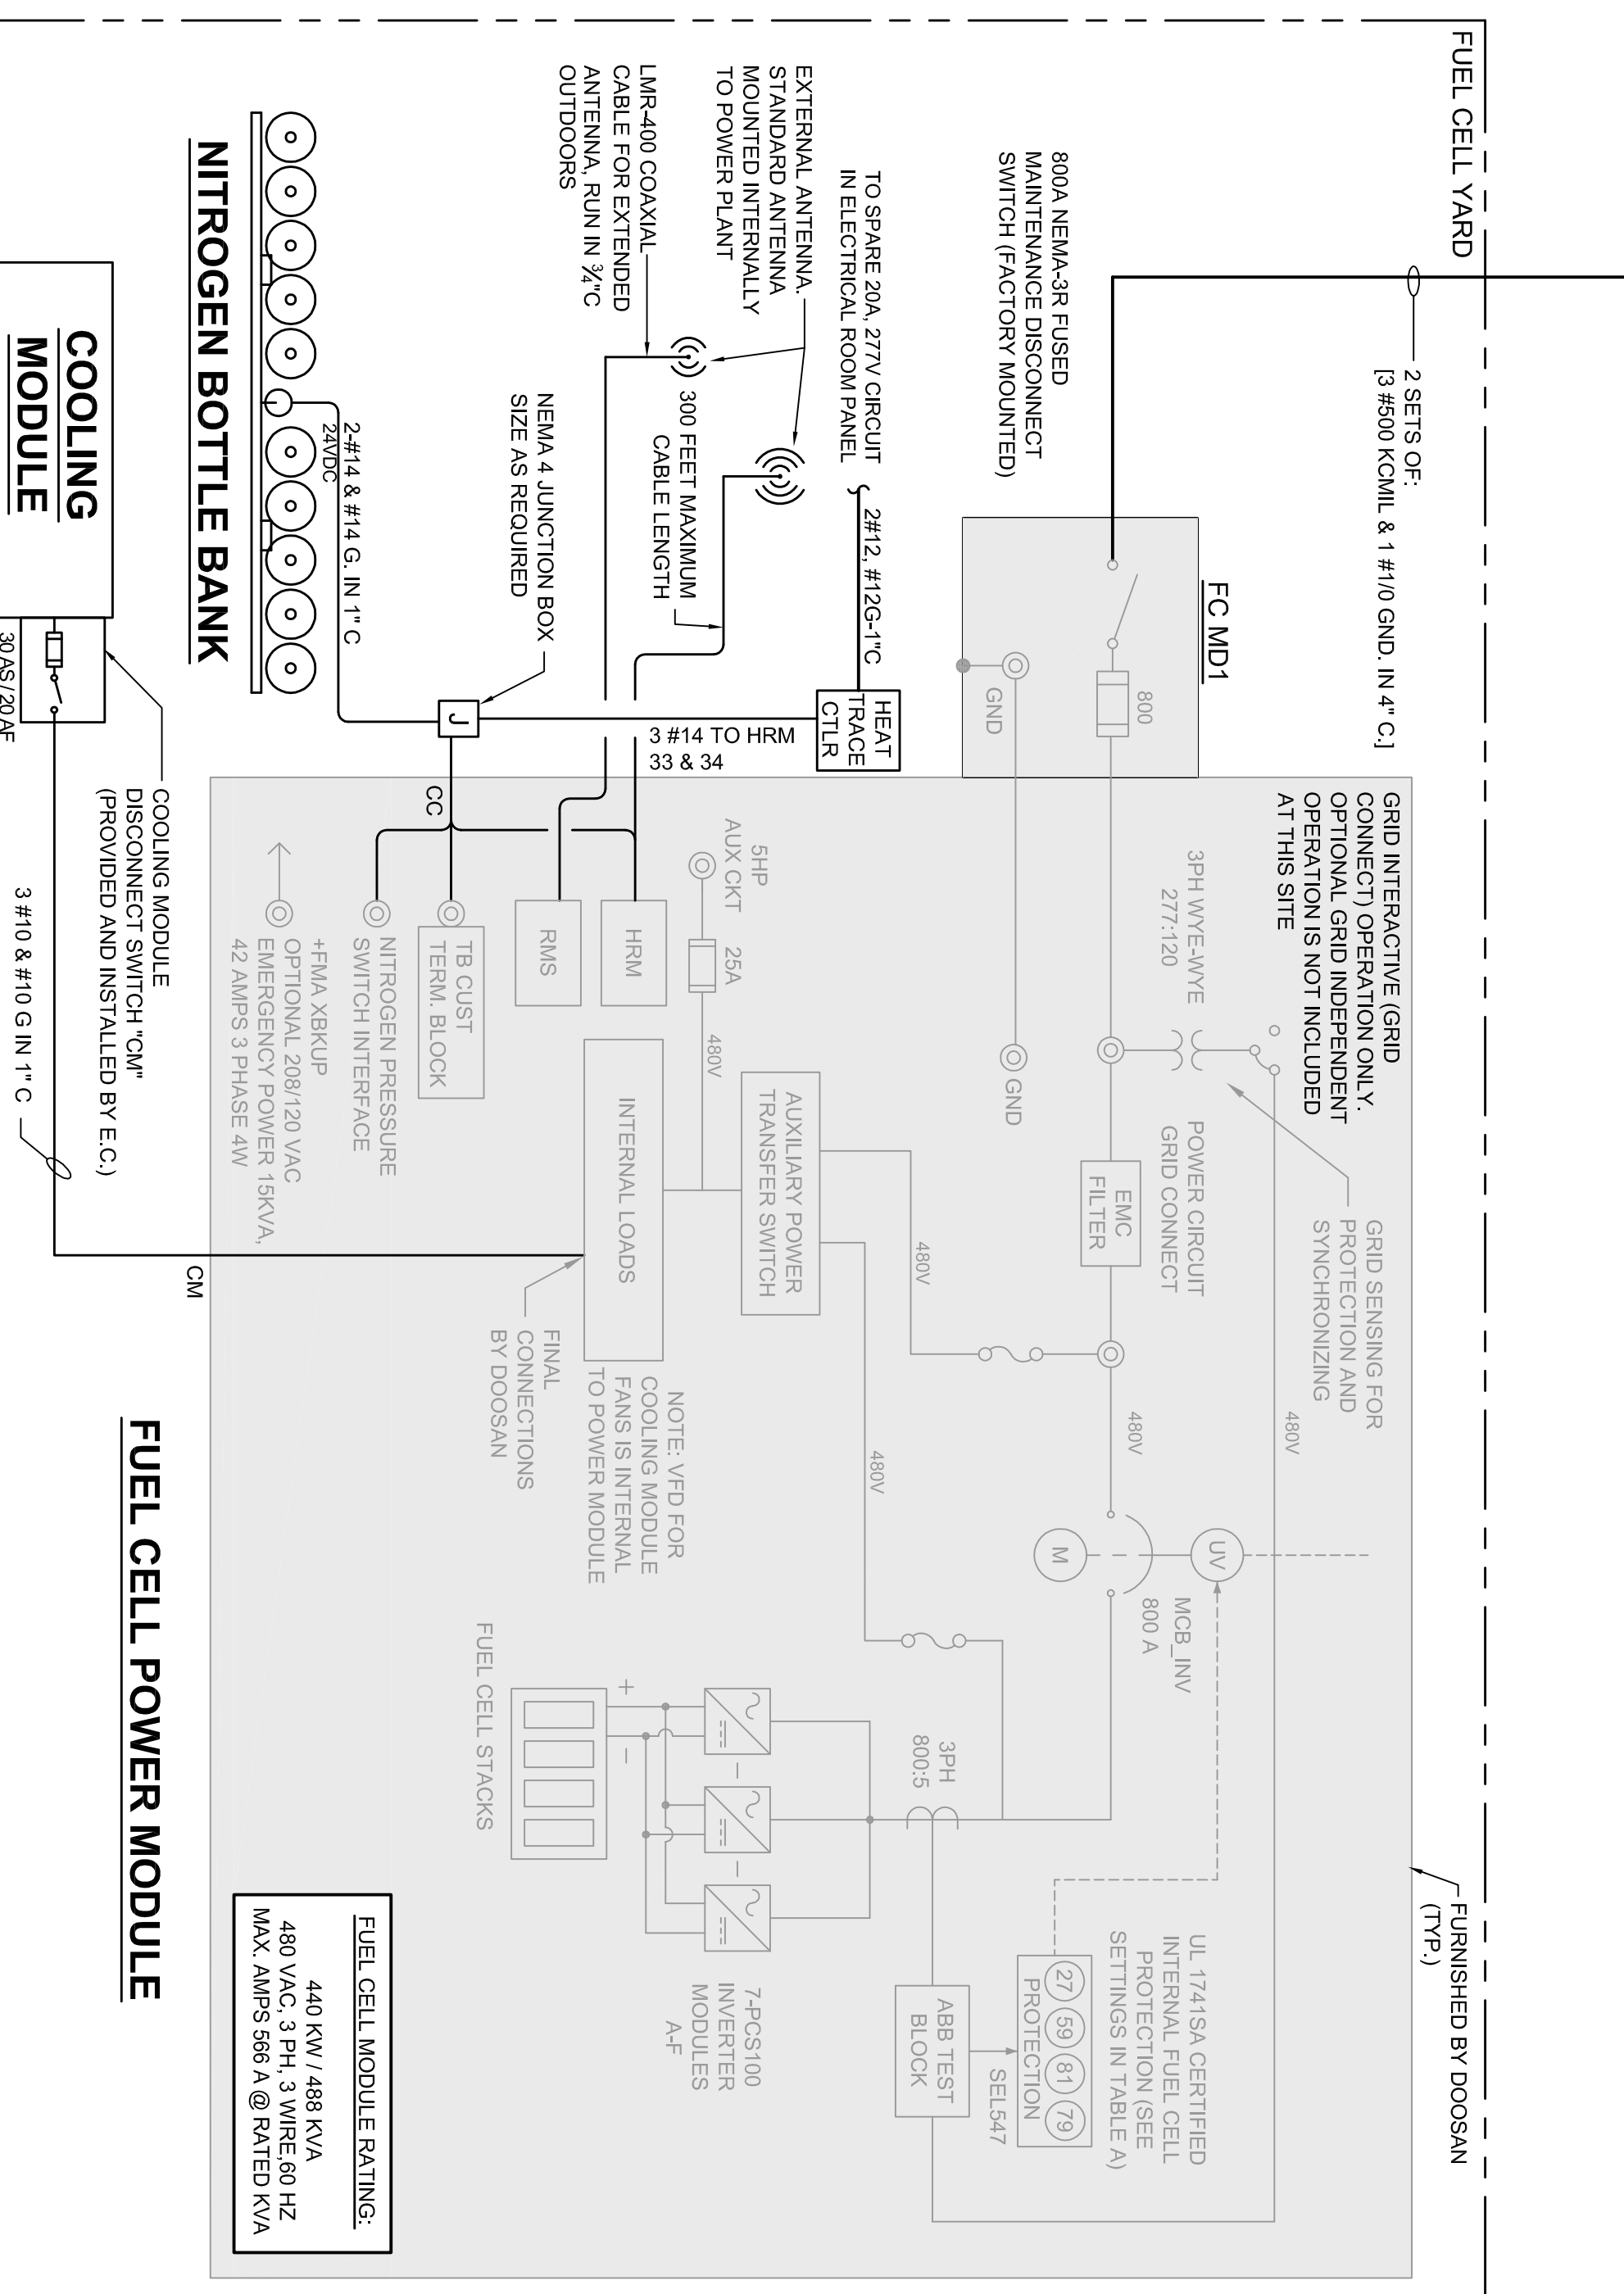 FUEL CELL YARD
2 SETS OF:
[3 #500 KCMIL & 1 #1/0 GND. IN 4" C.]
FURNISHED BY DOOSAN
(TYP.)
FC MD1
800A NEMA-3R FUSED
MAINTENANCE DISCONNECT
SWITCH (FACTORY MOUNTED)
800
GND
GRID INTERACTIVE (GRID
CONNECT) OPERATION ONLY.
OPTIONAL GRID INDEPENDENT
OPERATION IS NOT INCLUDED
AT THIS SITE
3PH WYE-WYE
277:120
GRID SENSING FOR
PROTECTION AND
SYNCHRONIZING
480V
POWER CIRCUIT
GRID CONNECT
EMC
FILTER
480V
UV
M
MCB_INV
800 A
GND
UL 1741SA CERTIFIED
INTERNAL FUEL CELL
PROTECTION (SEE
SETTINGS IN TABLE A)
27
59
81
79
PROTECTION
SEL547
ABB TEST
BLOCK
3PH
800:5
480V
480V
TO SPARE 20A, 277V CIRCUIT
IN ELECTRICAL ROOM PANEL
2#12, #12G-1"C
HEAT
TRACE
CTLR
EXTERNAL ANTENNA.
STANDARD ANTENNA
MOUNTED INTERNALLY
TO POWER PLANT
300 FEET MAXIMUM
CABLE LENGTH
3 #14 TO HRM
33 & 34
LMR-400 COAXIAL
CABLE FOR EXTENDED
ANTENNA, RUN IN ¾"C
OUTDOORS
NEMA 4 JUNCTION BOX
SIZE AS REQUIRED
J
CC
5HP
AUX CKT
25A
480V
AUXILIARY POWER
TRANSFER SWITCH
INTERNAL LOADS
HRM
RMS
TB CUST
TERM. BLOCK
NITROGEN PRESSURE
SWITCH INTERFACE
+FMA XBKUP
OPTIONAL 208/120 VAC
EMERGENCY POWER 15KVA,
42 AMPS 3 PHASE 4W
NOTE: VFD FOR
COOLING MODULE
FANS IS INTERNAL
TO POWER MODULE
FINAL
CONNECTIONS
BY DOOSAN
7-PCS100
INVERTER
MODULES
A-F
+
–
FUEL CELL STACKS
FUEL CELL MODULE RATING:
440 KW / 488 KVA
480 VAC, 3 PH, 3 WIRE,60 HZ
MAX. AMPS 566 A @ RATED KVA
2-#14 & #14 G. IN 1" C
24VDC
NITROGEN BOTTLE BANK
CM
FUEL CELL POWER MODULE
COOLING MODULE
DISCONNECT SWITCH "CM"
(PROVIDED AND INSTALLED BY E.C.)
COOLING
MODULE
30 AS / 20 AF
3 #10 & #10 G IN 1" C